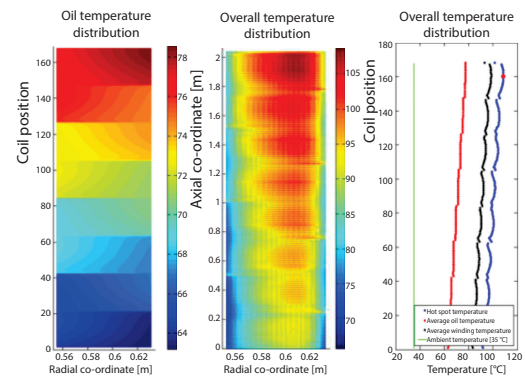 Oil temperature
distribution
Coil position
160
140
120
100
80
60
40
20
0
0.56 0.58 0.6 0.62
Radial co-ordinate [m]
78
76
74
72
70
68
66
64
Overall temperature
distribution
Axial co-ordinate [m]
2
1.8
1.6
1.4
1.2
1
0.8
0.6
0.4
0.2
0
0.56 0.58 0.6 0.62
Radial co-ordinate [m]
105
100
95
90
85
80
75
70
Overall temperature
distribution
Coil position
180
160
140
120
100
80
60
40
20
0
Hot spot temperature
Average oil temperature
Average winding temperature
Ambient temperature [35 °C]
20 40 60 80 100 120
Temperature [°C]